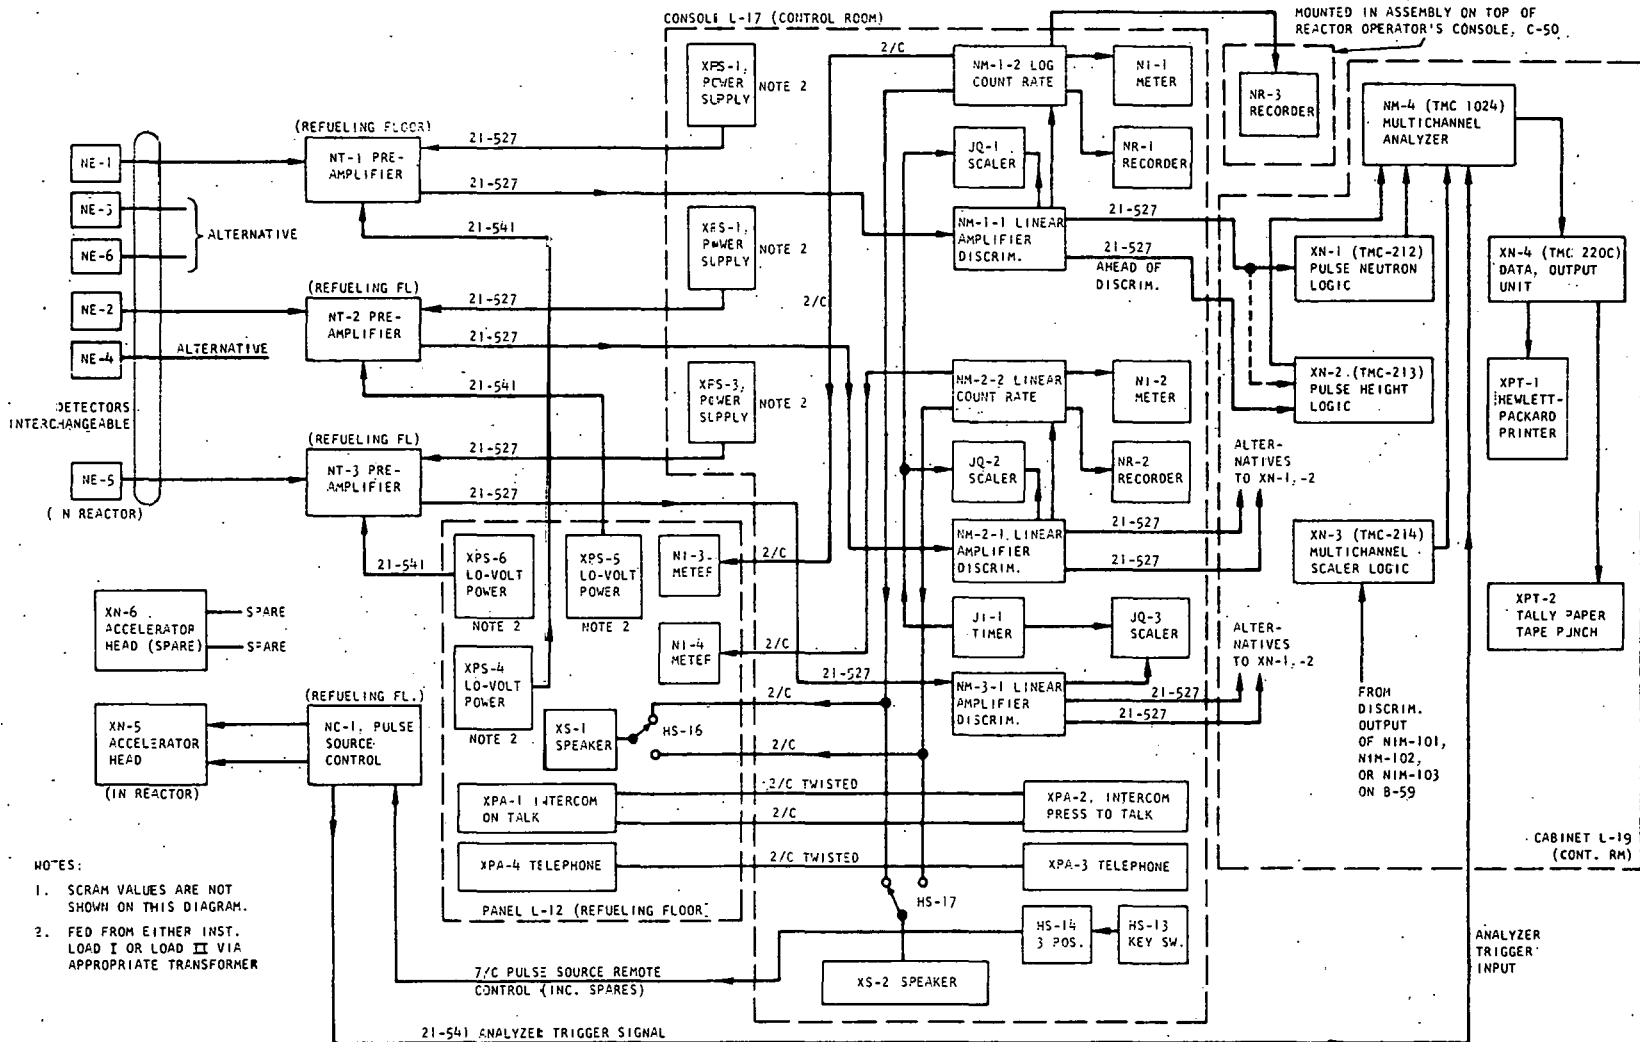 CONSOLE L-17 (CONTROL ROOM)
MOUNTED IN ASSEMBLY ON TOP OF
REACTOR OPERATOR'S CONSOLE, C-50
2/C
XPS-1,
POWER
SUPPLY
NOTE 2
NM-1-2 LOG
COUNT RATE
NI-1
METER
NR-3
RECORDER
NM-4 (TMC 1024)
MULTICHANNEL
ANALYZER
(REFUELING FLOOR)
NE-1
NT-1 PRE-
AMPLIFIER
21-527
21-527
JQ-1
SCALER
NR-1
RECORDER
NE-3
NE-6
ALTERNATIVE
21-541
XPS-1,
POWER
SUPPLY
NOTE 2
NM-1-1 LINEAR
AMPLIFIER
DISCRIM.
21-527
21-527
AHEAD OF
DISCRIM.
XN-1 (TMC-212)
PULSE NEUTRON
LOGIC
XN-4 (TMC 220C)
DATA, OUTPUT
UNIT
(REFUELING FL)
NE-2
NT-2 PRE-
AMPLIFIER
21-527
21-527
2/C
NE-4
ALTERNATIVE
21-541
XPS-3,
POWER
SUPPLY
NOTE 2
NM-2-2 LINEAR
COUNT RATE
NI-2
METER
XN-2 (TMC-213)
PULSE HEIGHT
LOGIC
XPT-1
HEWLETT-
PACKARD
PRINTER
DETECTORS
INTERCHANGEABLE
(REFUELING FL)
NE-5
(IN REACTOR)
NT-3 PRE-
AMPLIFIER
21-527
21-527
JQ-2
SCALER
NR-2
RECORDER
ALTER-
NATIVES
TO XN-1,-2
21-541
XPS-6
LO-VOLT
POWER
NOTE 2
XPS-5
LO-VOLT
POWER
NOTE 2
NI-3
METER
2/C
NM-2-1, LINEAR
AMPLIFIER
DISCRIM.
21-527
21-527
XN-3 (TMC-214)
MULTICHANNEL
SCALER LOGIC
XN-6
ACCELERATOR
HEAD (SPARE)
SPARE
SPARE
XPS-4
LO-VOLT
POWER
NOTE 2
NI-4
METER
2/C
JI-1
TIMER
JQ-3
SCALER
ALTER-
NATIVES
TO XN-1,-2
XPT-2
TALLY PAPER
TAPE PUNCH
21-527
NM-3-1 LINEAR
AMPLIFIER
DISCRIM.
21-527
21-527
(REFUELING FL.)
XN-5
ACCELERATOR
HEAD
(IN REACTOR)
NC-1, PULSE
SOURCE
CONTROL
XS-1
SPEAKER
HS-16
2/C
2/C
FROM
DISCRIM.
OUTPUT
OF NIM-101,
NIM-102,
OR NIM-103
ON B-59
XPA-1 INTERCOM
ON TALK
2/C TWISTED
2/C
XPA-2, INTERCOM
PRESS TO TALK
XPA-4 TELEPHONE
2/C TWISTED
XPA-3 TELEPHONE
CABINET L-19
(CONT. RM)
PANEL L-12 (REFUELING FLOOR)
HS-17
HS-14
3 POS.
HS-13
KEY SW.
NOTES:
1. SCRAM VALUES ARE NOT
SHOWN ON THIS DIAGRAM.
2. FED FROM EITHER INST.
LOAD I OR LOAD II VIA
APPROPRIATE TRANSFORMER
7/C PULSE SOURCE REMOTE
CONTROL (INC. SPARES)
XS-2 SPEAKER
ANALYZER
TRIGGER
INPUT
21-541 ANALYZER TRIGGER SIGNAL